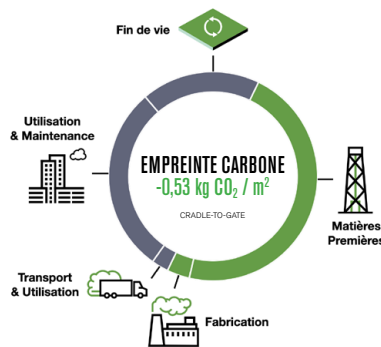 Fin de vie
Utilisation
& Maintenance
EMPREINTE CARBONE
-0,53 kg CO₂ / m²
CRADLE-TO-GATE
Matières
Premières
Transport
& Utilisation
Fabrication